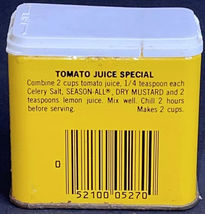 TOMATO JUICE SPECIAL
Combine 2 cups tomato juice, 1/4 teaspoon each
Celery Salt, SEASON-ALL®, DRY MUSTARD and 2
teaspoons lemon juice. Mix well. Chill 2 hours
before serving. Makes 2 cups.
0
52100 05270